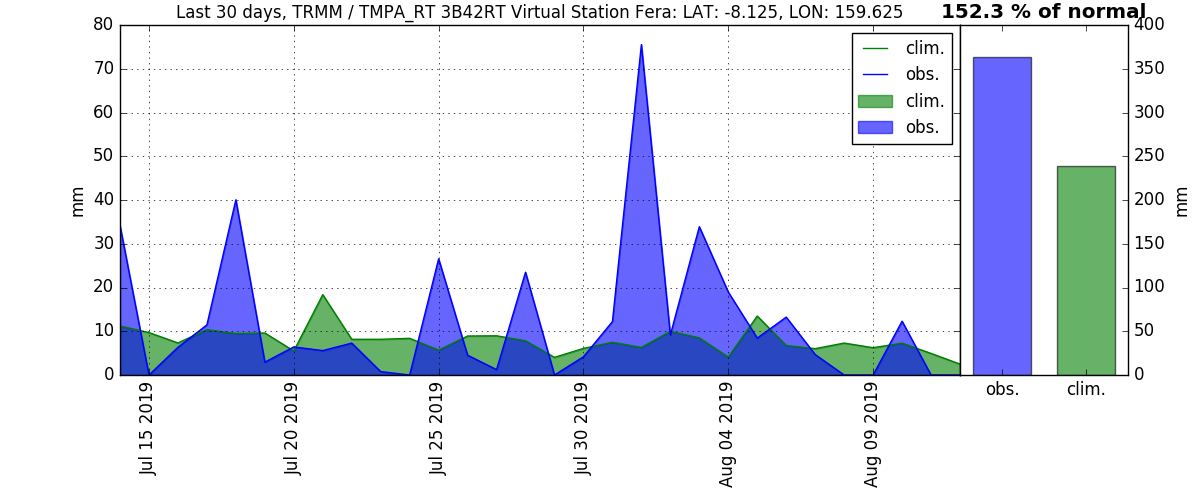 Last 30 days, TRMM / TMPA_RT 3B42RT Virtual Station Fera: LAT: -8.125, LON: 159.625
152.3 % of normal
80
70
60
50
40
30
20
10
0
mm
clim.
obs.
clim.
obs.
Jul 15 2019
Jul 20 2019
Jul 25 2019
Jul 30 2019
Aug 04 2019
Aug 09 2019
400
350
300
250
200
150
100
50
0
mm
obs.
clim.